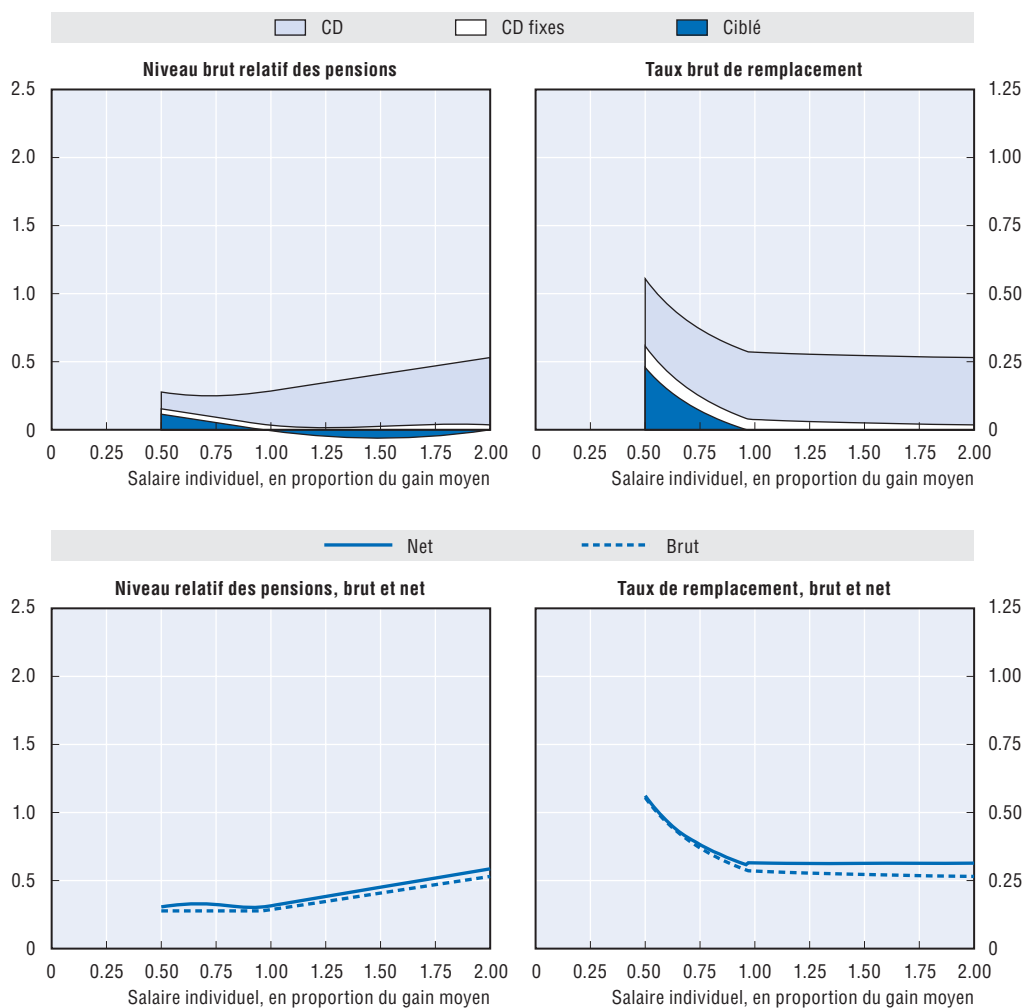 CD CD fixes Ciblé
Niveau brut relatif des pensions
2.5
2.0
1.5
1.0
0.5
0
0 0.25 0.50 0.75 1.00 1.25 1.50 1.75 2.00
Salaire individuel, en proportion du gain moyen
Taux brut de remplacement
1.25
1.00
0.75
0.50
0.25
0
0 0.25 0.50 0.75 1.00 1.25 1.50 1.75 2.00
Salaire individuel, en proportion du gain moyen
Net Brut
Niveau relatif des pensions, brut et net
2.5
2.0
1.5
1.0
0.5
0
0 0.25 0.50 0.75 1.00 1.25 1.50 1.75 2.00
Salaire individuel, en proportion du gain moyen
Taux de remplacement, brut et net
1.25
1.00
0.75
0.50
0.25
0
0 0.25 0.50 0.75 1.00 1.25 1.50 1.75 2.00
Salaire individuel, en proportion du gain moyen